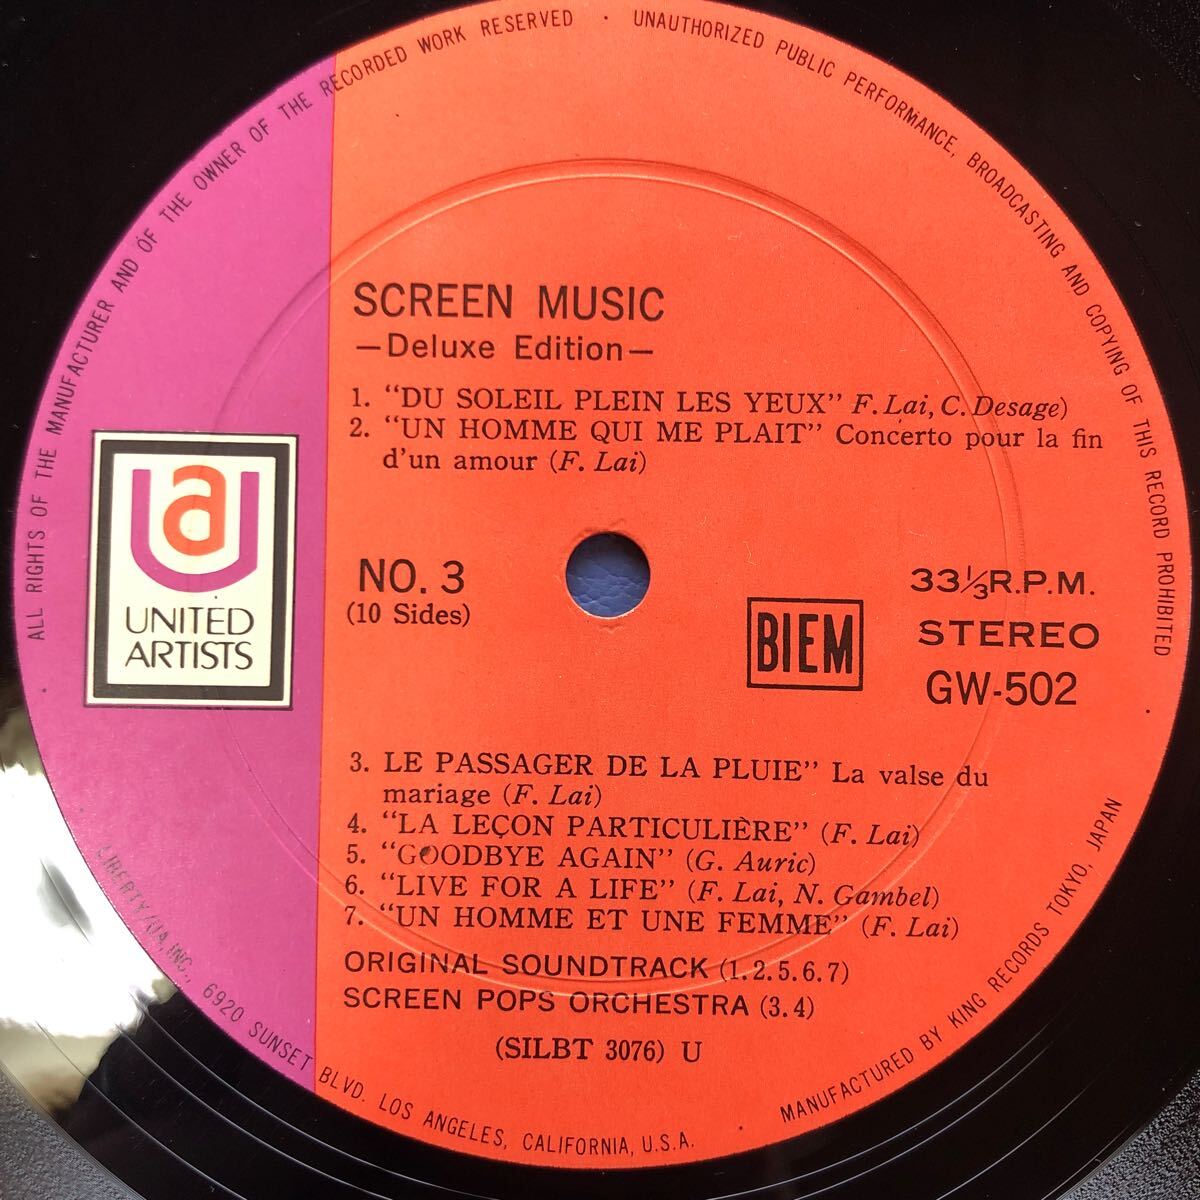 ALL RIGHTS OF THE MANUFACTURER AND OF THE OWNER OF THE RECORDED WORK RESERVED · UNAUTHORIZED PUBLIC PERFORMANCE, BROADCASTING AND COPYING OF THIS RECORD PROHIBITED
SCREEN MUSIC
—Deluxe Edition—
1. "DU SOLEIL PLEIN LES YEUX" F. Lai, C. Desage)
2. "UN HOMME QUI ME PLAIT" Concerto pour la fin
d'un amour (F. Lai)
ua
UNITED
ARTISTS
NO. 3
(10 Sides)
BIEM
33⅓R.P.M.
STEREO
GW-502
3. LE PASSAGER DE LA PLUIE" La valse du
mariage (F. Lai)
4. "LA LEÇON PARTICULIÈRE" (F. Lai)
5. "GOODBYE AGAIN" (G. Auric)
6. "LIVE FOR A LIFE" (F. Lai, N. Gambel)
7. "UN HOMME ET UNE FEMME" (F. Lai)
ORIGINAL SOUNDTRACK (1.2.5.6.7)
SCREEN POPS ORCHESTRA (3.4)
(SILBT 3076) U
LIBERTY/UA, INC., 6920 SUNSET BLVD. LOS ANGELES, CALIFORNIA, U.S.A.
MANUFACTURED BY KING RECORDS TOKYO, JAPAN